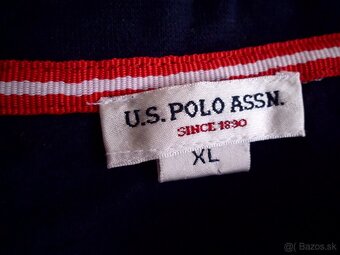 U.S. POLO ASSN.
SINCE 1890
XL
Bazos.sk